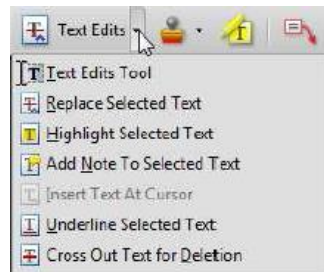 Text Edits
Text Edits Tool
Replace Selected Text
Highlight Selected Text
Add Note To Selected Text
Insert Text At Cursor
Underline Selected Text
Cross Out Text for Deletion